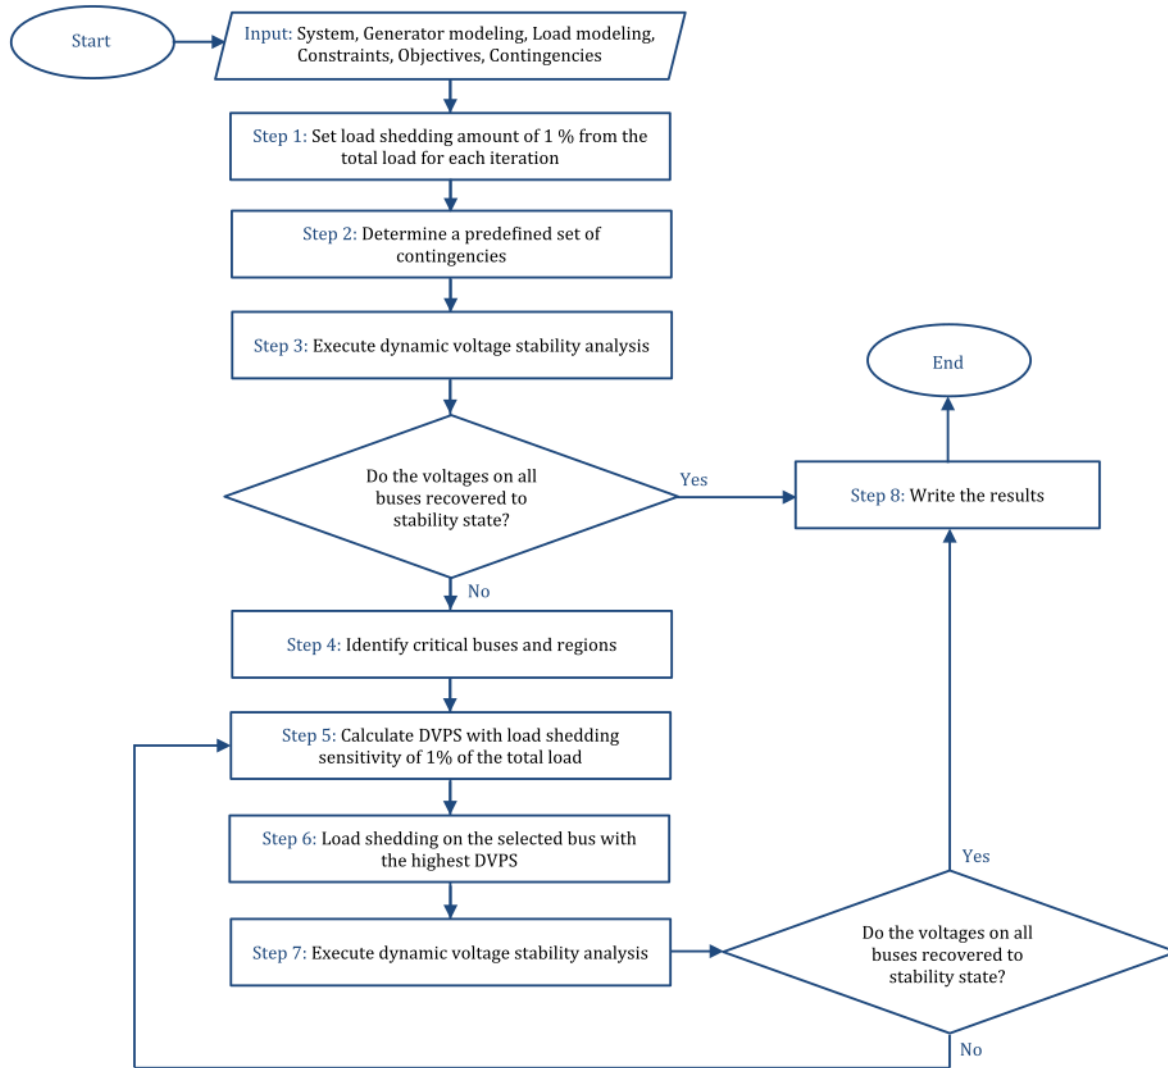 Start
Input: System, Generator modeling, Load modeling,
Constraints, Objectives, Contingencies
Step 1: Set load shedding amount of 1 % from the
total load for each iteration
Step 2: Determine a predefined set of
contingencies
Step 3: Execute dynamic voltage stability analysis
Do the voltages on all
buses recovered to
stability state?
Yes
No
Step 8: Write the results
End
Step 4: Identify critical buses and regions
Step 5: Calculate DVPS with load shedding
sensitivity of 1% of the total load
Step 6: Load shedding on the selected bus with
the highest DVPS
Step 7: Execute dynamic voltage stability analysis
Do the voltages on all
buses recovered to
stability state?
Yes
No